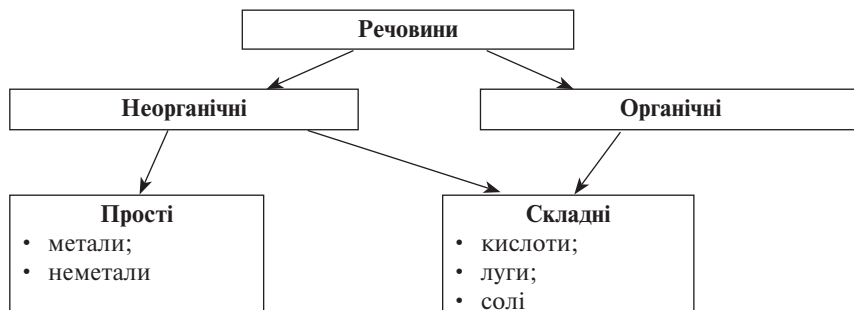 Речовини
Неорганічні
Органічні
Прості
• метали;
• неметали
Складні
• кислоти;
• луги;
• солі